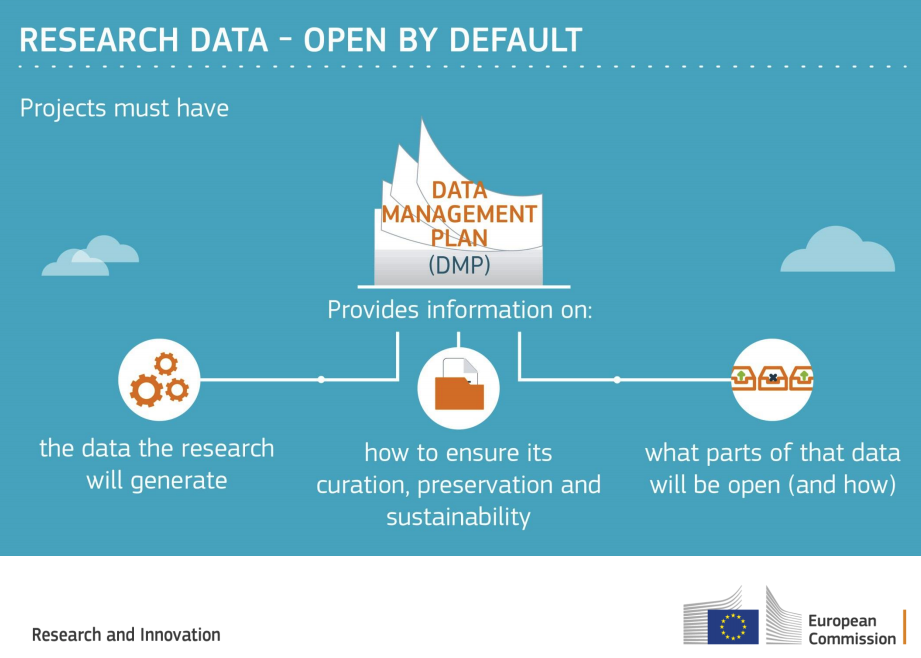 RESEARCH DATA – OPEN BY DEFAULT
Projects must have
DATA
MANAGEMENT
PLAN
(DMP)
Provides information on:
the data the research
will generate
how to ensure its
curation, preservation and
sustainability
what parts of that data
will be open (and how)
Research and Innovation
European
Commission